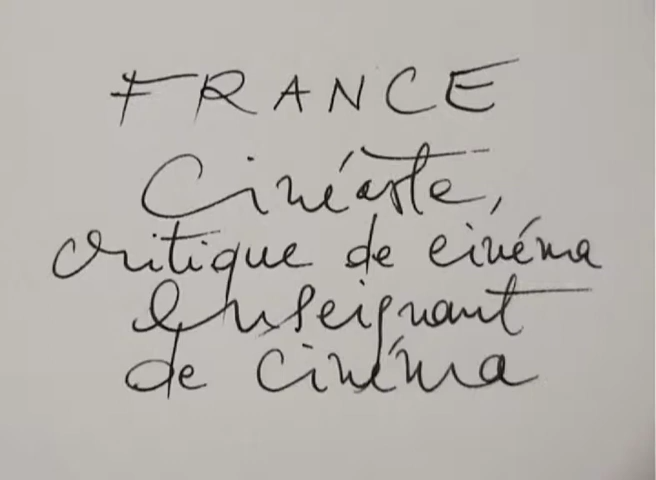 FRANCE
Cinéaste,
critique de cinéma
enseignant
de cinéma